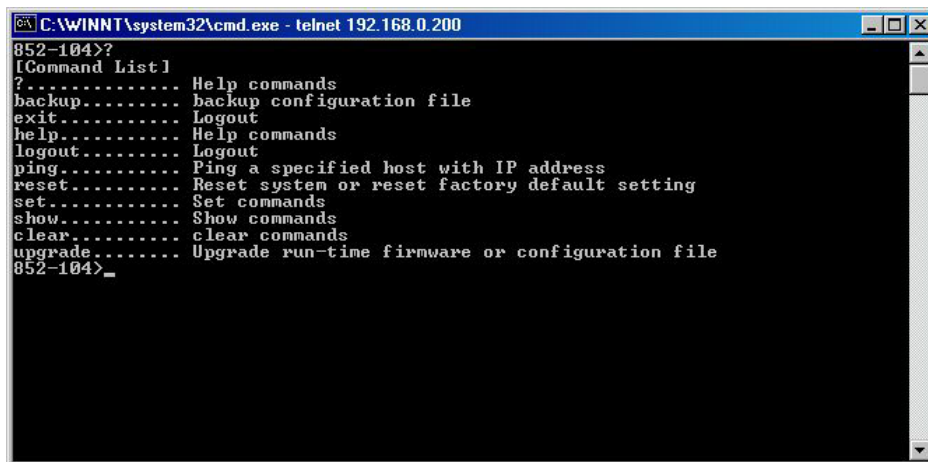 C:\WINNT\system32\cmd.exe - telnet 192.168.0.200
852-104>?
[Command List]
?............... Help commands
backup.......... backup configuration file
exit............ Logout
help............ Help commands
logout.......... Logout
ping............ Ping a specified host with IP address
reset........... Reset system or reset factory default setting
set............. Set commands
show............ Show commands
clear........... clear commands
upgrade......... Upgrade run-time firmware or configuration file
852-104>_